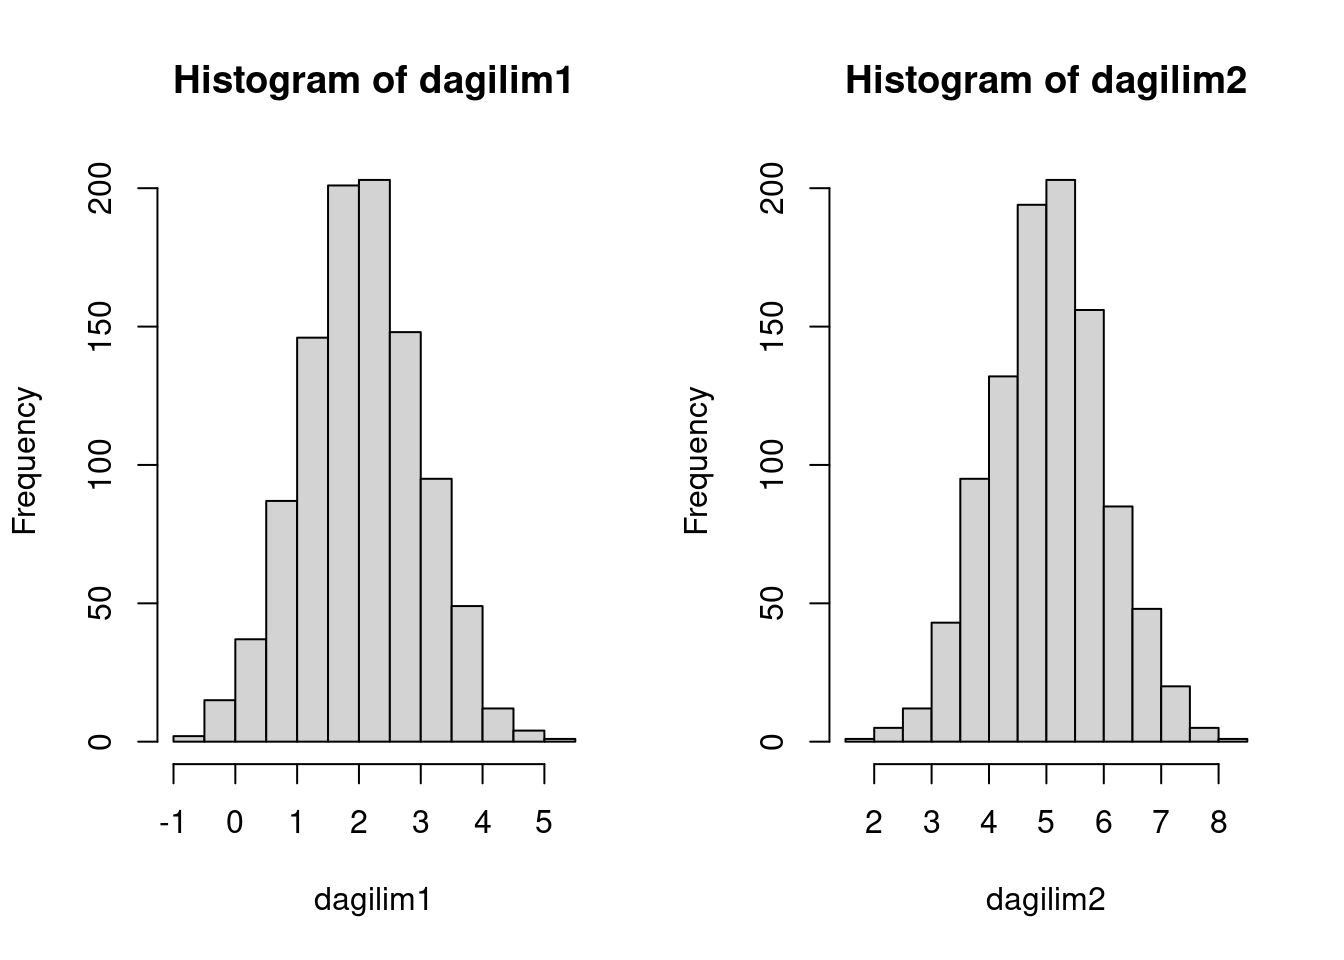 Histogram of dagilim1
Frequency
200
150
100
50
0
-1 0 1 2 3 4 5
dagilim1
Histogram of dagilim2
Frequency
200
150
100
50
0
2 3 4 5 6 7 8
dagilim2